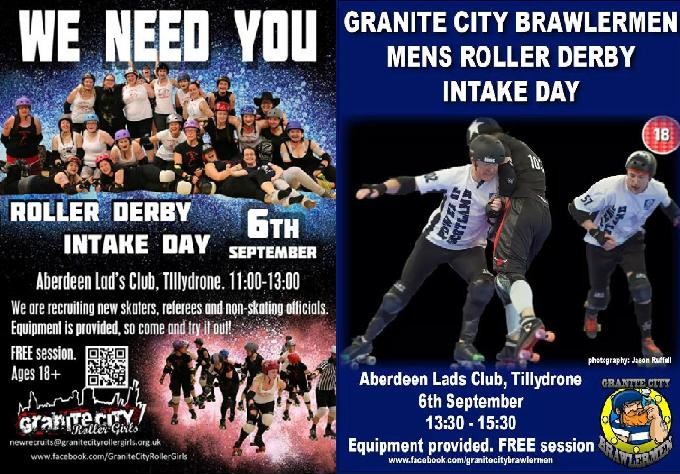 WE NEED YOU
ROLLER DERBY
INTAKE DAY
6TH
SEPTEMBER
Aberdeen Lad's Club, TIllydrone. 11:00-13:00
We are recruiting new skaters, referees and non-skating officials.
Equipment is provided, so come and try it out!
FREE session.
Ages 18+
GRANITE CITY
Roller Girls
newrecruits@granitecityrollergirls.org.uk
www.facebook.com/GraniteCityRollerGirls
GRANITE CITY BRAWLERMEN
MENS ROLLER DERBY
INTAKE DAY
18
photography: Jason Ruffell
Aberdeen Lads Club, Tillydrone
6th September
13:30 - 15:30
Equipment provided. FREE session
www.facebook.com/granitecitybrawlermen
GRANITE CITY
BRAWLERMEN